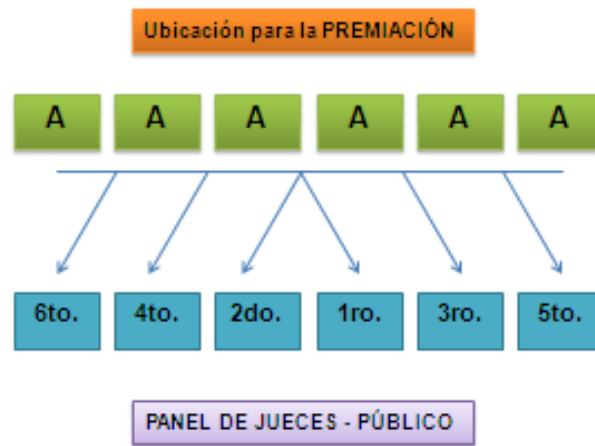 Ubicación para la PREMIACIÓN
A A A A A A
6to. 4to. 2do. 1ro. 3ro. 5to.
PANEL DE JUECES - PÚBLICO